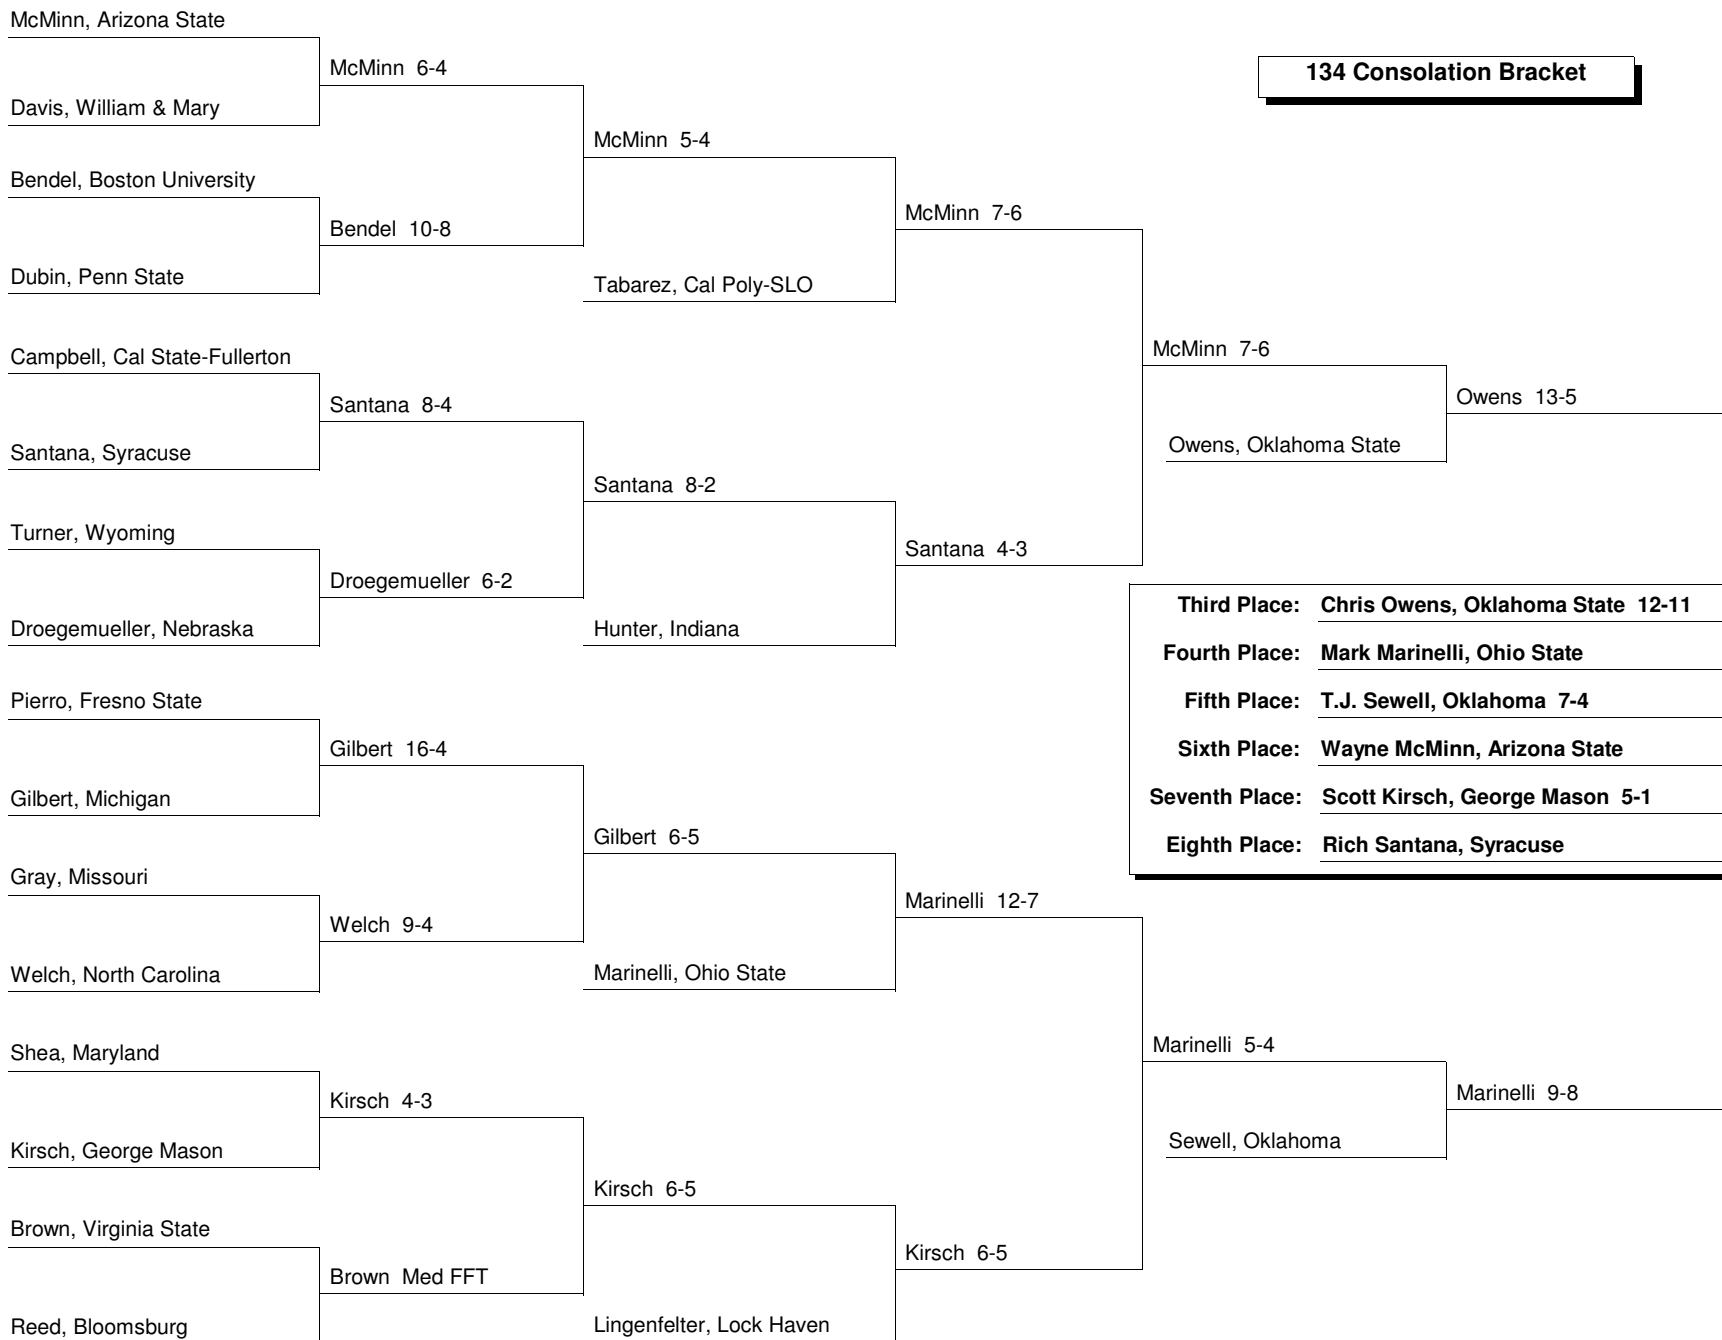 McMinn, Arizona State
McMinn 6-4
134 Consolation Bracket
Davis, William & Mary
McMinn 5-4
Bendel, Boston University
McMinn 7-6
Bendel 10-8
Dubin, Penn State
Tabarez, Cal Poly-SLO
Campbell, Cal State-Fullerton
McMinn 7-6
Santana 8-4
Owens 13-5
Santana, Syracuse
Owens, Oklahoma State
Santana 8-2
Turner, Wyoming
Santana 4-3
Droegemueller 6-2
Droegemueller, Nebraska
Hunter, Indiana
Third Place: Chris Owens, Oklahoma State 12-11
Fourth Place: Mark Marinelli, Ohio State
Fifth Place: T.J. Sewell, Oklahoma 7-4
Sixth Place: Wayne McMinn, Arizona State
Seventh Place: Scott Kirsch, George Mason 5-1
Eighth Place: Rich Santana, Syracuse
Pierro, Fresno State
Gilbert 16-4
Gilbert, Michigan
Gilbert 6-5
Gray, Missouri
Marinelli 12-7
Welch 9-4
Welch, North Carolina
Marinelli, Ohio State
Shea, Maryland
Marinelli 5-4
Kirsch 4-3
Marinelli 9-8
Kirsch, George Mason
Sewell, Oklahoma
Kirsch 6-5
Brown, Virginia State
Kirsch 6-5
Brown Med FFT
Reed, Bloomsburg
Lingenfelter, Lock Haven